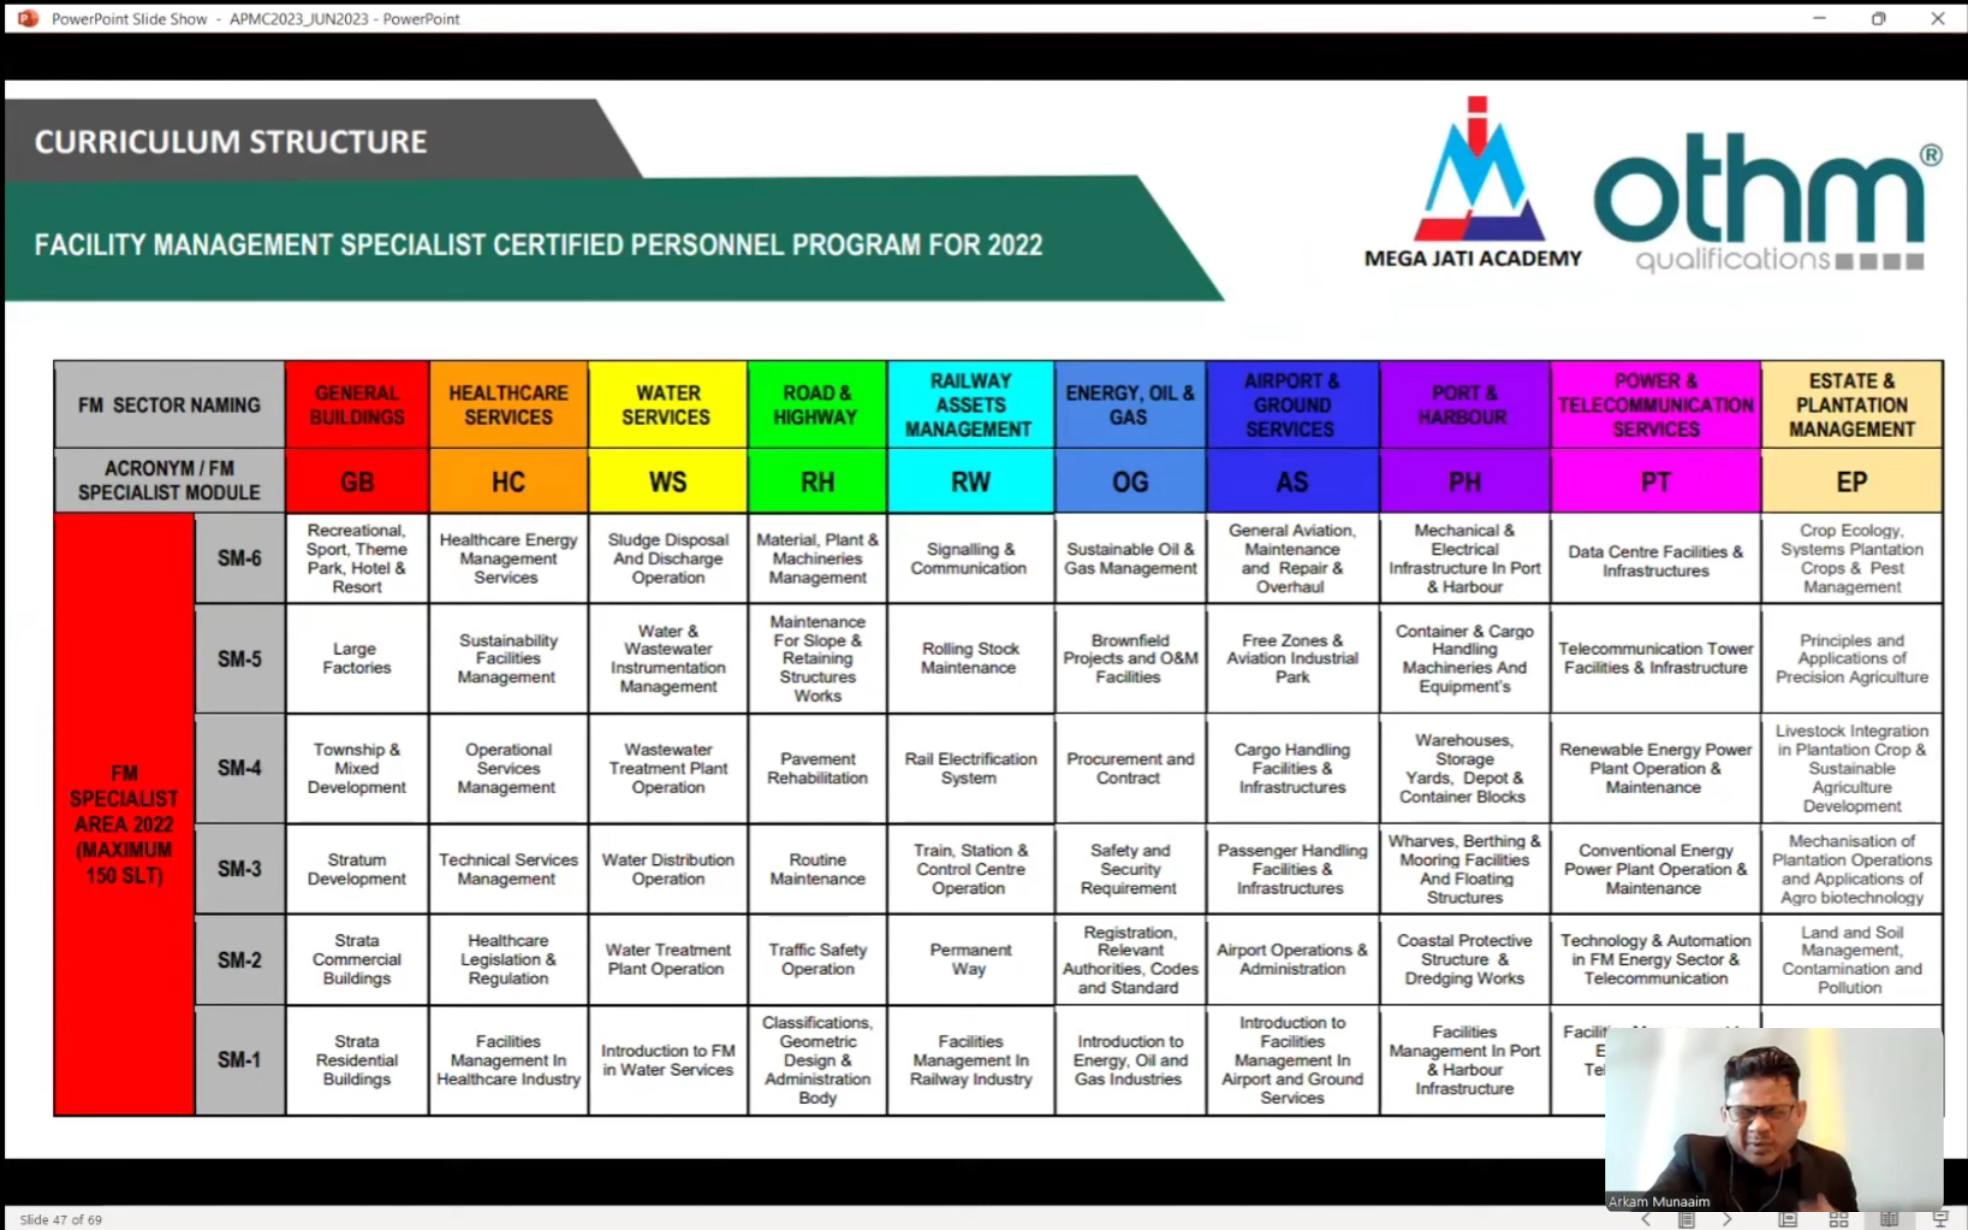 PowerPoint Slide Show - APMC2023_JUN2023 - PowerPoint
CURRICULUM STRUCTURE
FACILITY MANAGEMENT SPECIALIST CERTIFIED PERSONNEL PROGRAM FOR 2022
MEGA JATI ACADEMY
othm®
qualifications
FM SECTOR NAMING
GENERAL
BUILDINGS
HEALTHCARE
SERVICES
WATER
SERVICES
ROAD &
HIGHWAY
RAILWAY
ASSETS
MANAGEMENT
ENERGY, OIL &
GAS
AIRPORT &
GROUND
SERVICES
PORT &
HARBOUR
POWER &
TELECOMMUNICATION
SERVICES
ESTATE &
PLANTATION
MANAGEMENT
ACRONYM / FM
SPECIALIST MODULE
GB
HC
WS
RH
RW
OG
AS
PH
PT
EP
FM
SPECIALIST
AREA 2022
(MAXIMUM
150 SLT)
SM-6
Recreational,
Sport, Theme
Park, Hotel &
Resort
Healthcare Energy
Management
Services
Sludge Disposal
And Discharge
Operation
Material, Plant &
Machineries
Management
Signalling &
Communication
Sustainable Oil &
Gas Management
General Aviation,
Maintenance
and Repair &
Overhaul
Mechanical &
Electrical
Infrastructure In Port
& Harbour
Data Centre Facilities &
Infrastructures
Crop Ecology,
Systems Plantation
Crops & Pest
Management
SM-5
Large
Factories
Sustainability
Facilities
Management
Water &
Wastewater
Instrumentation
Management
Maintenance
For Slope &
Retaining
Structures
Works
Rolling Stock
Maintenance
Brownfield
Projects and O&M
Facilities
Free Zones &
Aviation Industrial
Park
Container & Cargo
Handling
Machineries And
Equipment's
Telecommunication Tower
Facilities & Infrastructure
Principles and
Applications of
Precision Agriculture
SM-4
Township &
Mixed
Development
Operational
Services
Management
Wastewater
Treatment Plant
Operation
Pavement
Rehabilitation
Rail Electrification
System
Procurement and
Contract
Cargo Handling
Facilities &
Infrastructures
Warehouses,
Storage
Yards, Depot &
Container Blocks
Renewable Energy Power
Plant Operation &
Maintenance
Livestock Integration
in Plantation Crop &
Sustainable
Agriculture
Development
SM-3
Stratum
Development
Technical Services
Management
Water Distribution
Operation
Routine
Maintenance
Train, Station &
Control Centre
Operation
Safety and
Security
Requirement
Passenger Handling
Facilities &
Infrastructures
Wharves, Berthing &
Mooring Facilities
And Floating
Structures
Conventional Energy
Power Plant Operation &
Maintenance
Mechanisation of
Plantation Operations
and Applications of
Agro biotechnology
SM-2
Strata
Commercial
Buildings
Healthcare
Legislation &
Regulation
Water Treatment
Plant Operation
Traffic Safety
Operation
Permanent
Way
Registration,
Relevant
Authorities, Codes
and Standard
Airport Operations &
Administration
Coastal Protective
Structure &
Dredging Works
Technology & Automation
in FM Energy Sector &
Telecommunication
Land and Soil
Management,
Contamination and
Pollution
SM-1
Strata
Residential
Buildings
Facilities
Management In
Healthcare Industry
Introduction to FM
in Water Services
Classifications,
Geometric
Design &
Administration
Body
Facilities
Management In
Railway Industry
Introduction to
Energy, Oil and
Gas Industries
Introduction to
Facilities
Management In
Airport and Ground
Services
Facilities
Management In Port
& Harbour
Infrastructure
Arkam Munaaim
Slide 47 of 69